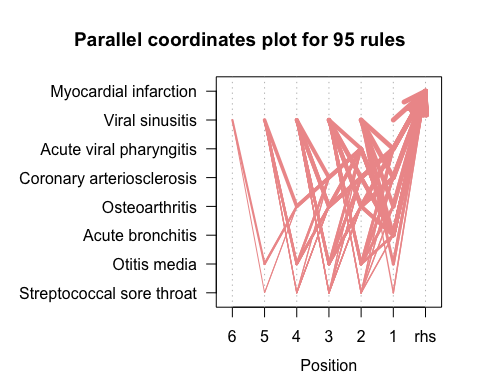 Parallel coordinates plot for 95 rules
Myocardial infarction
Viral sinusitis
Acute viral pharyngitis
Coronary arteriosclerosis
Osteoarthritis
Acute bronchitis
Otitis media
Streptococcal sore throat
6 5 4 3 2 1 rhs
Position